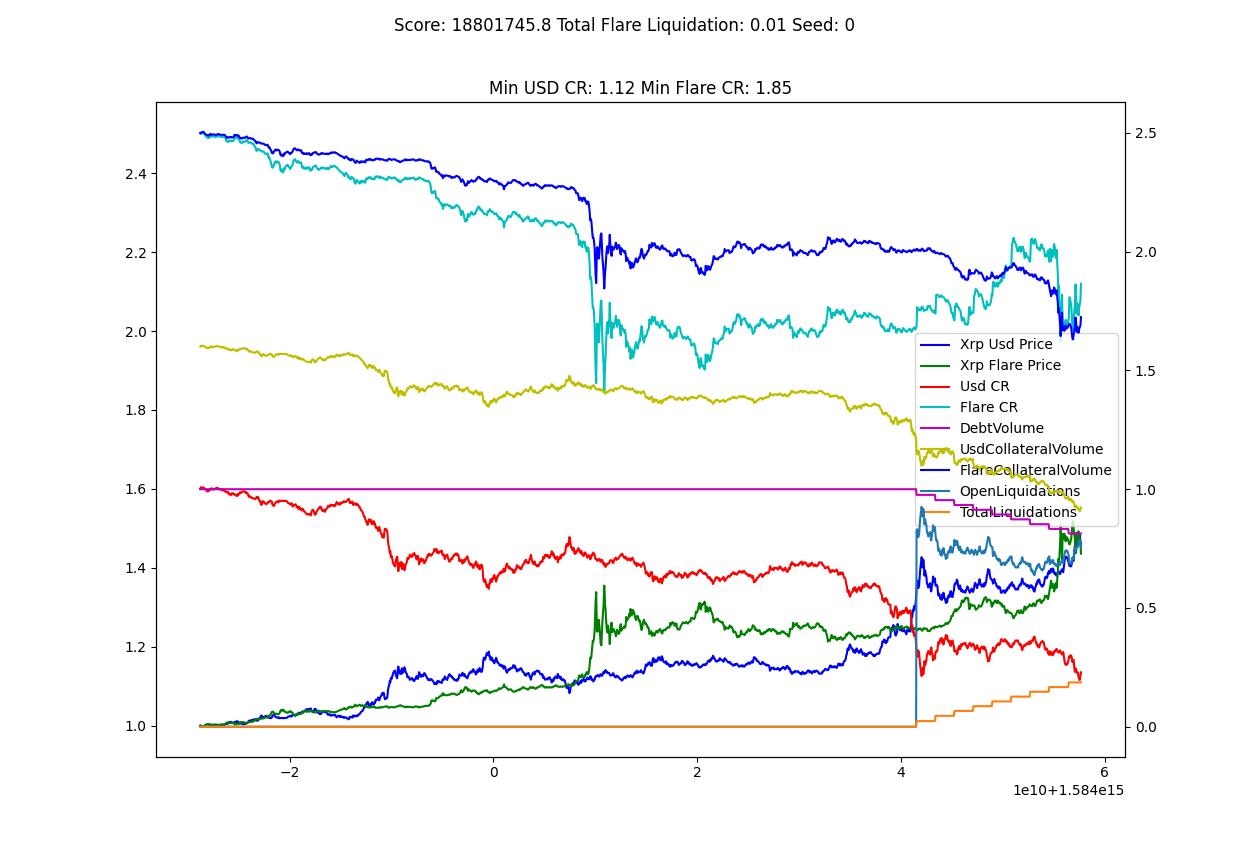 Score: 18801745.8 Total Flare Liquidation: 0.01 Seed: 0
Min USD CR: 1.12 Min Flare CR: 1.85
2.4
2.2
2.0
1.8
1.6
1.4
1.2
1.0
2.5
2.0
1.5
1.0
0.5
0.0
Xrp Usd Price
Xrp Flare Price
Usd CR
Flare CR
DebtVolume
UsdCollateralVolume
FlareCollateralVolume
OpenLiquidations
TotalLiquidations
−2 0 2 4 6
1e10+1.584e15